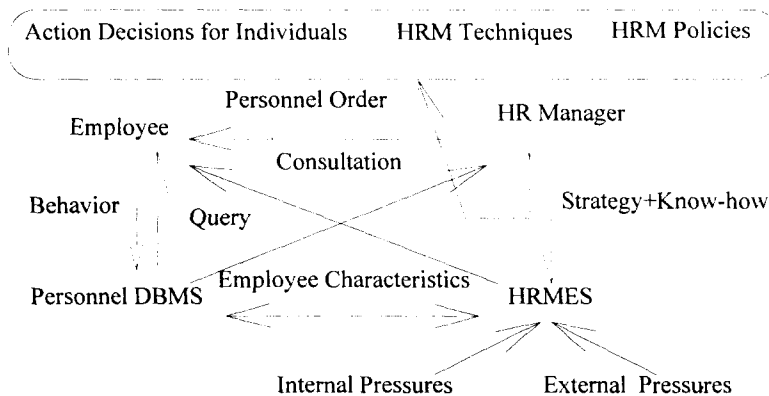 Action Decisions for Individuals HRM Techniques HRM Policies
Personnel Order
Employee HR Manager
Consultation
Behavior Query Strategy+Know-how
Employee Characteristics
Personnel DBMS HRMES
Internal Pressures External Pressures